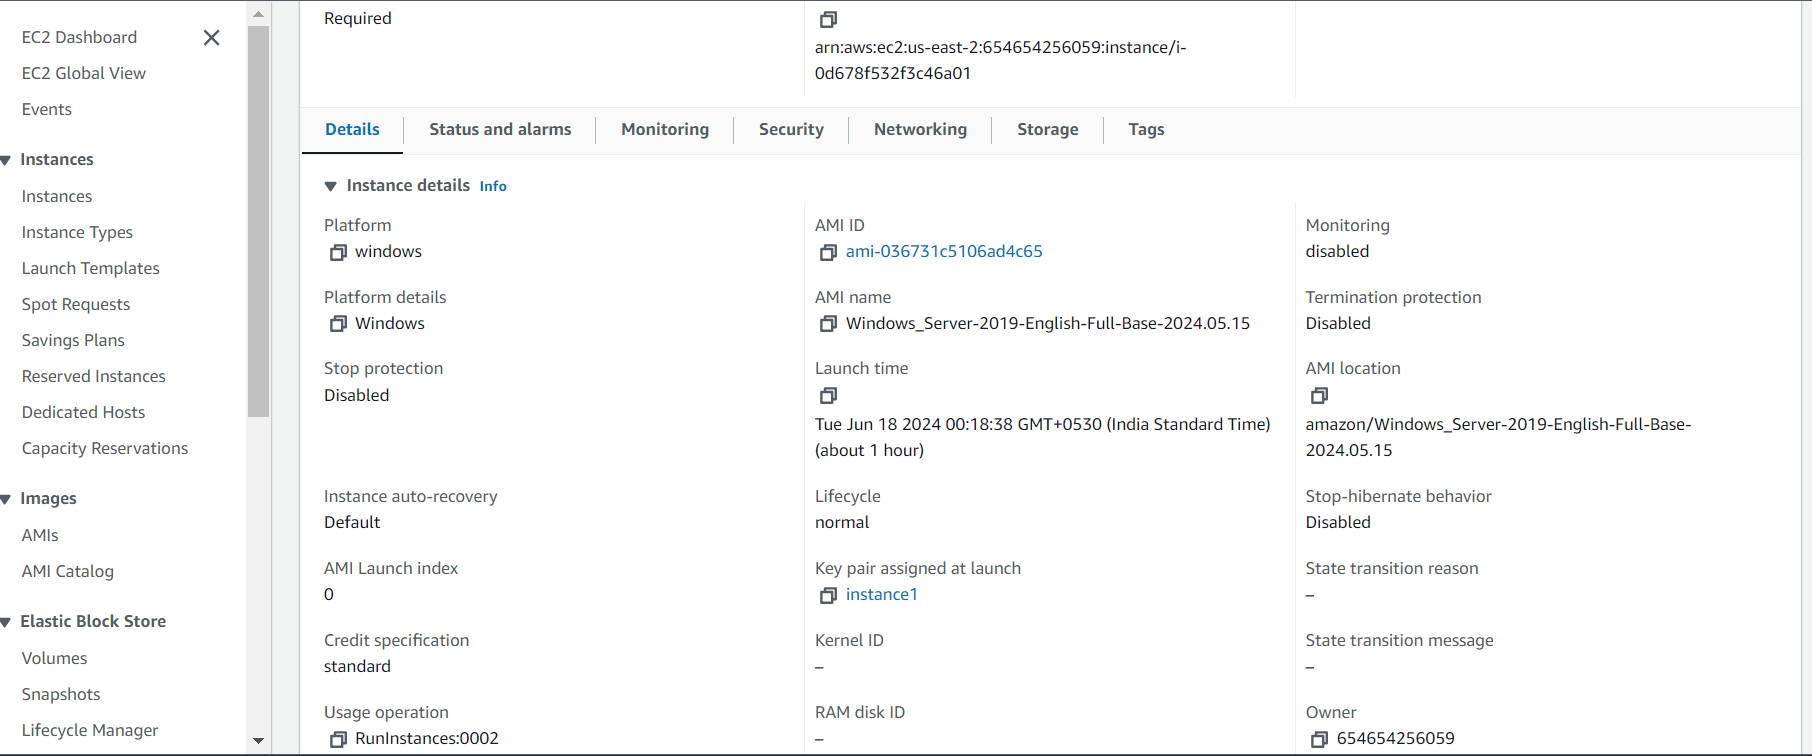 EC2 Dashboard
EC2 Global View
Events
Instances
Instances
Instance Types
Launch Templates
Spot Requests
Savings Plans
Reserved Instances
Dedicated Hosts
Capacity Reservations
Images
AMIs
AMI Catalog
Elastic Block Store
Volumes
Snapshots
Lifecycle Manager
Required
arn:aws:ec2:us-east-2:654654256059:instance/i-
0d678f532f3c46a01
Details
Status and alarms
Monitoring
Security
Networking
Storage
Tags
Instance details Info
Platform
windows
AMI ID
ami-036731c5106ad4c65
Monitoring
disabled
Platform details
Windows
AMI name
Windows_Server-2019-English-Full-Base-2024.05.15
Termination protection
Disabled
Stop protection
Disabled
Launch time
Tue Jun 18 2024 00:18:38 GMT+0530 (India Standard Time)
(about 1 hour)
AMI location
amazon/Windows_Server-2019-English-Full-Base-
2024.05.15
Instance auto-recovery
Default
Lifecycle
normal
Stop-hibernate behavior
Disabled
AMI Launch index
0
Key pair assigned at launch
instance1
State transition reason
–
Credit specification
standard
Kernel ID
–
State transition message
–
Usage operation
RunInstances:0002
RAM disk ID
–
Owner
654654256059